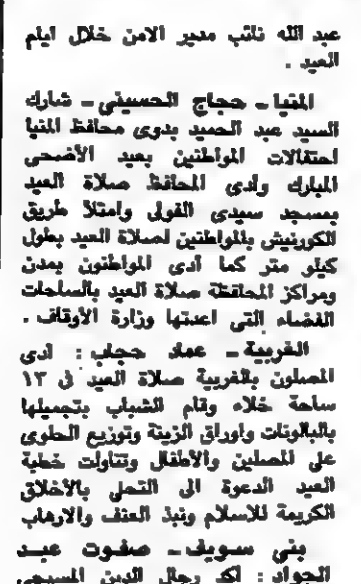 عبد الله نائب مدير الامن خلال ايام
العيد .
المنيا ـ حجاج الحسينى ـ شارك
السيد عبد الحميد بدوى محافظ المنيا
احتفالات المواطنين بعيد الأضحى
المبارك وأدى المحافظ صلاة العيد
بمسجد سيدى الفولى وامتلأ طريق
الكورنيش بالمواطنين لصلاة العيد بطول
كيلو متر كما أدى المواطنون بمدن
ومراكز المحافظة صلاة العيد بالساحات
الفضاء التى اعدتها وزارة الأوقاف .
الغربية ـ عماد حجاب : ادى
المصلون بالغربية صلاة العيد فى ١٣
ساحة خلاء وقام الشباب بتجميلها
بالبالونات واوراق الزينة وتوزيع الحلوى
على المصلين والأطفال وتناولت خطبة
العيد الدعوة الى التحلى بالأخلاق
الكريمة للاسلام ونبذ العنف والارهاب
بنى سويف ـ صفوت عبد
الجواد : اكد رجال الدين المسيحى